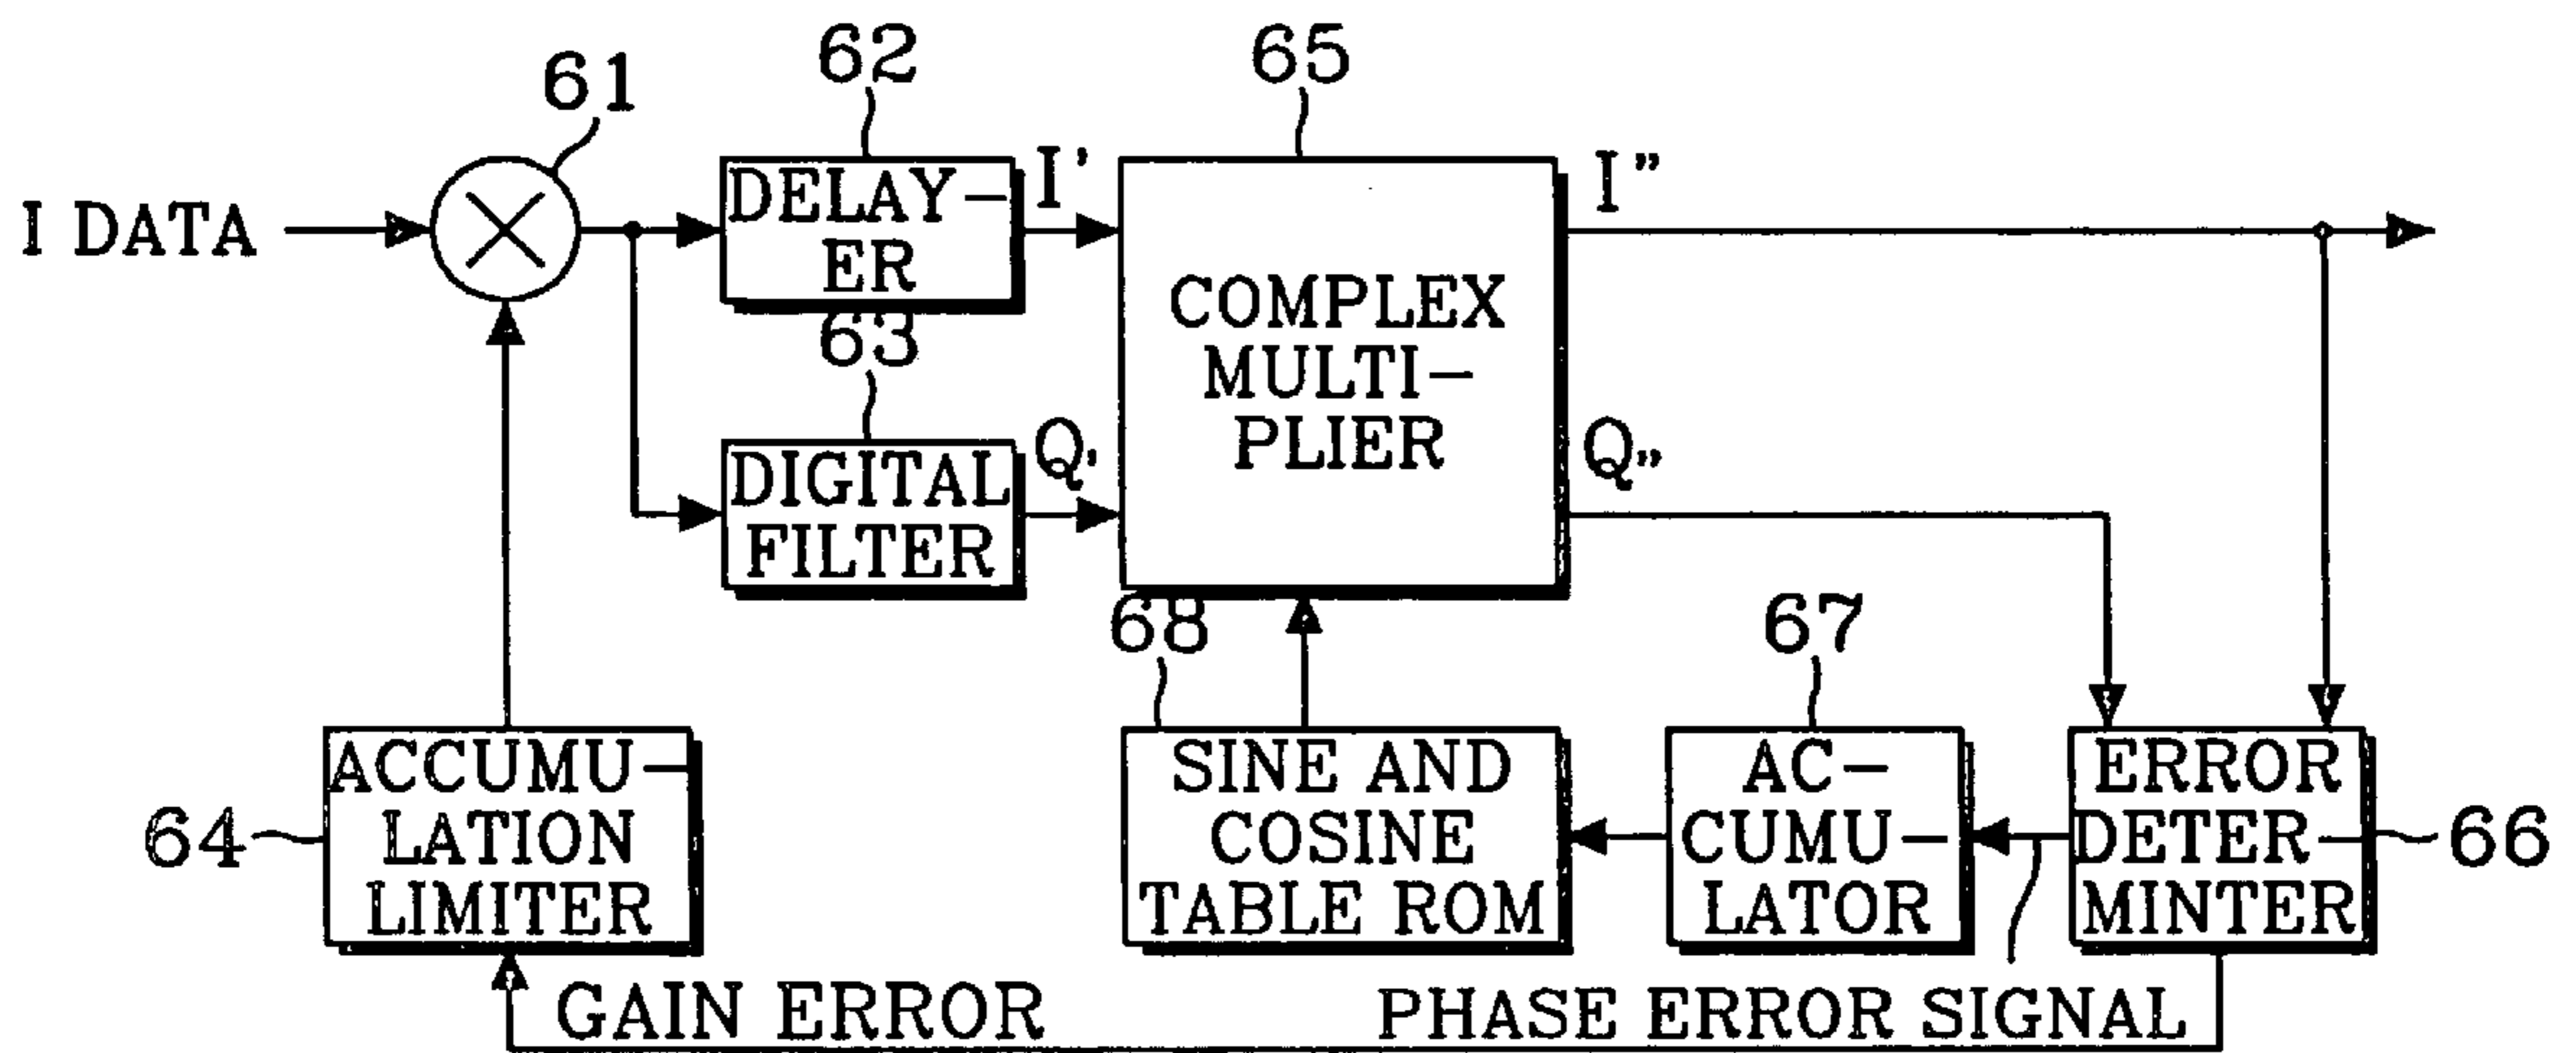 61
62
65
I DATA
DELAY-
ER
I'
I"
COMPLEX
MULTI-
PLIER
63
DIGITAL
FILTER
Q'
Q"
68
67
64
ACCUMU-
LATION
LIMITER
SINE AND
COSINE
TABLE ROM
AC-
CUMU-
LATOR
ERROR
DETER-
MINTER
66
GAIN ERROR
PHASE ERROR SIGNAL